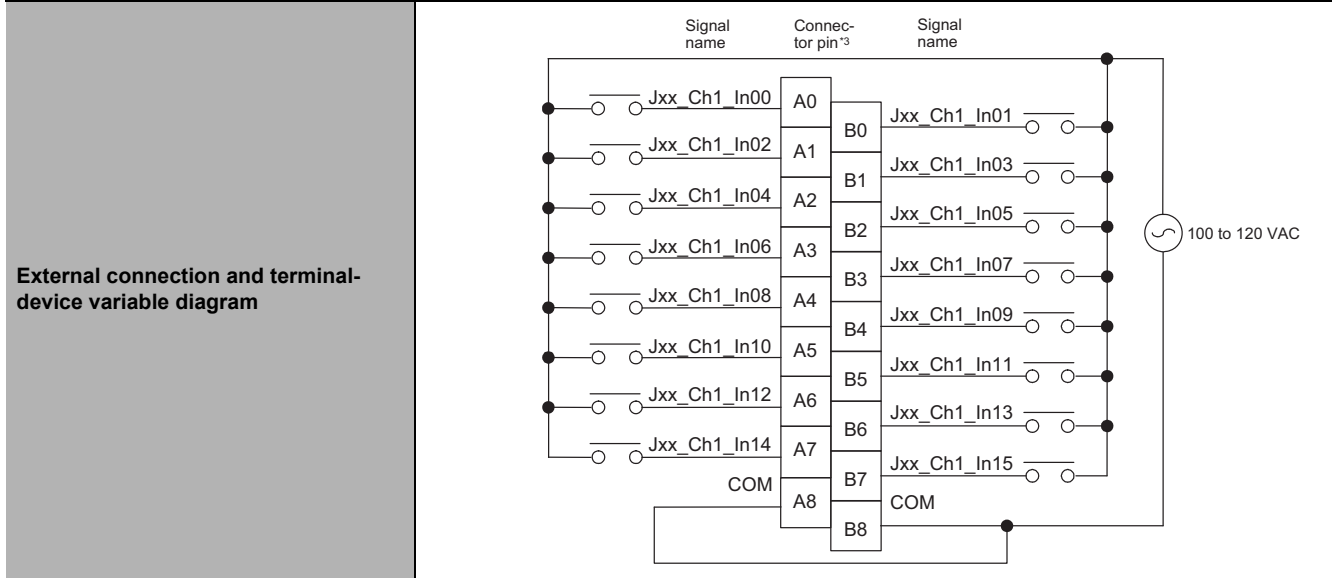 External connection and terminal-
device variable diagram
Signal
name
Connec-
tor pin*3
Signal
name
Jxx_Ch1_In00
A0
B0
Jxx_Ch1_In01
Jxx_Ch1_In02
A1
B1
Jxx_Ch1_In03
Jxx_Ch1_In04
A2
B2
Jxx_Ch1_In05
Jxx_Ch1_In06
A3
B3
Jxx_Ch1_In07
Jxx_Ch1_In08
A4
B4
Jxx_Ch1_In09
Jxx_Ch1_In10
A5
B5
Jxx_Ch1_In11
Jxx_Ch1_In12
A6
B6
Jxx_Ch1_In13
Jxx_Ch1_In14
A7
B7
Jxx_Ch1_In15
COM
A8
B8
COM
100 to 120 VAC